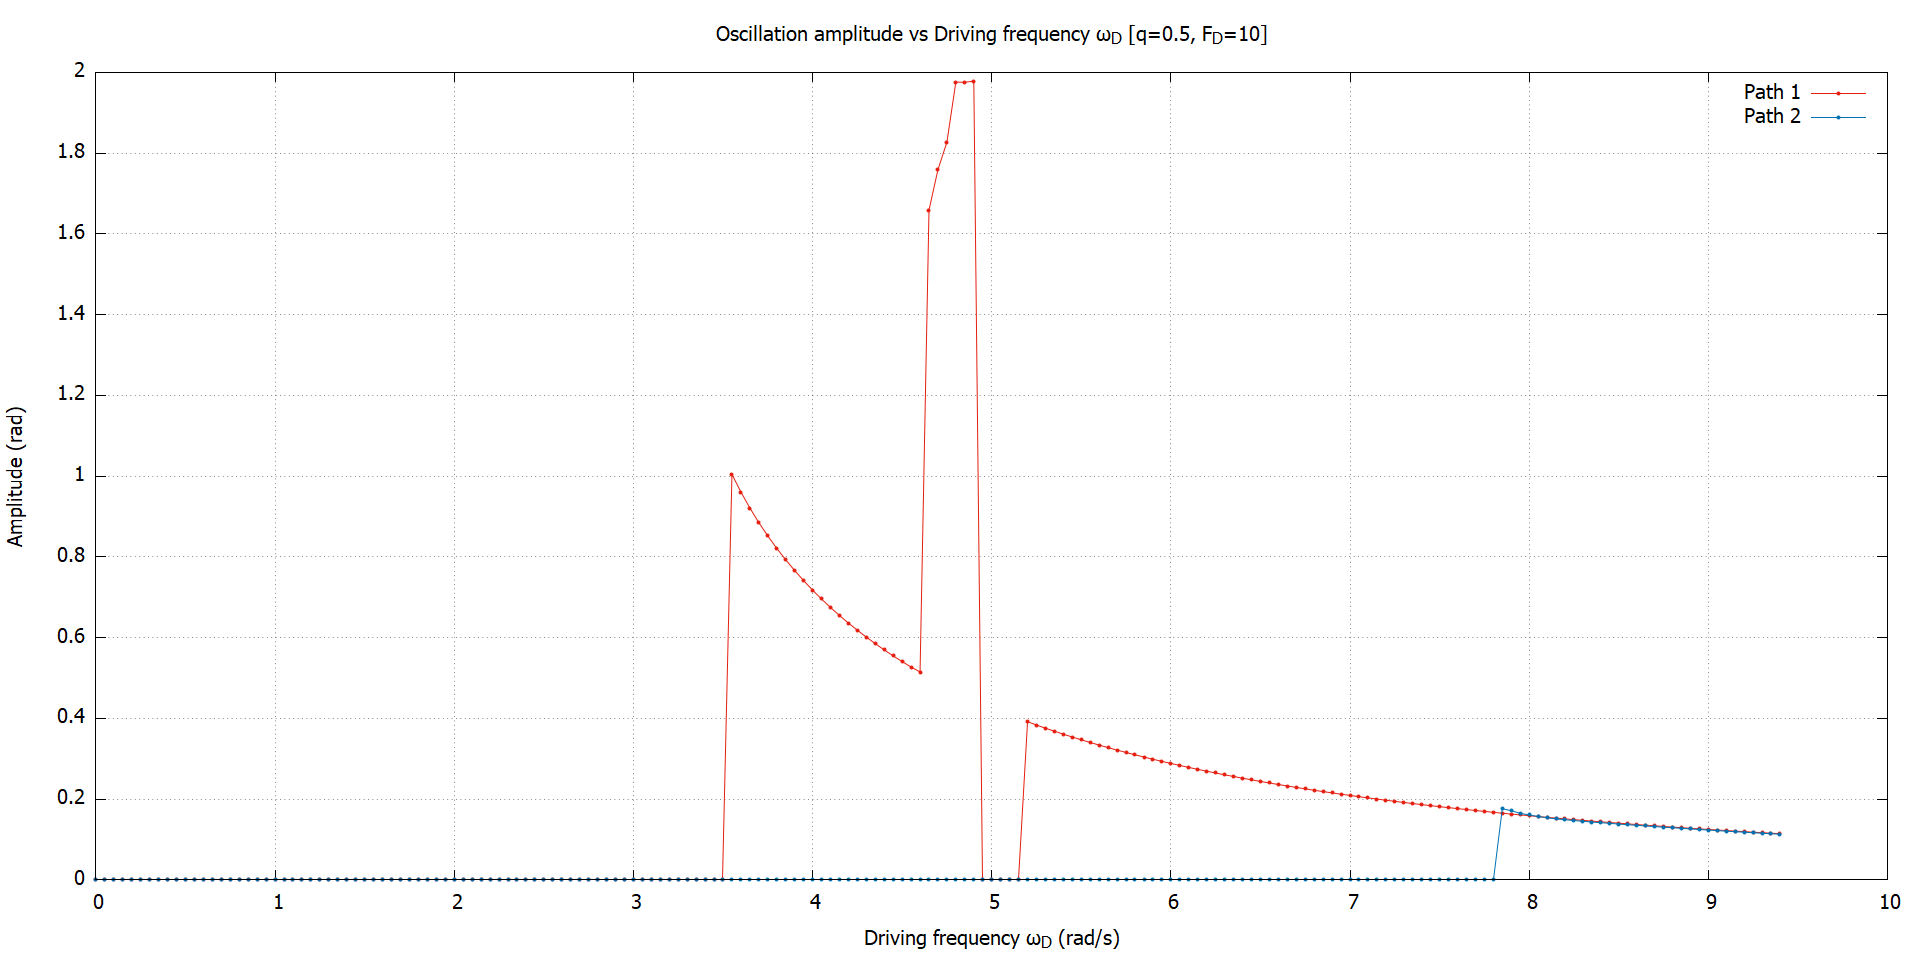 Oscillation amplitude vs Driving frequency ωD [q=0.5, FD=10]
Path 1
Path 2
2
1.8
1.6
1.4
1.2
1
0.8
0.6
0.4
0.2
0
Amplitude (rad)
0 1 2 3 4 5 6 7 8 9 10
Driving frequency ωD (rad/s)